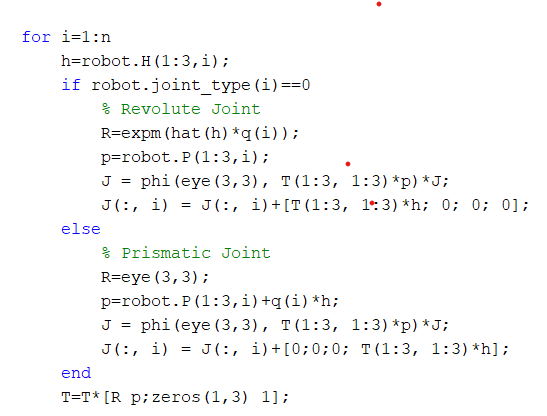 for i=1:n
h=robot.H(1:3,i);
if robot.joint_type(i)==0
% Revolute Joint
R=expm(hat(h)*q(i));
p=robot.P(1:3,i);
J = phi(eye(3,3), T(1:3, 1:3)*p)*J;
J(:, i) = J(:, i)+[T(1:3, 1:3)*h; 0; 0; 0];
else
% Prismatic Joint
R=eye(3,3);
p=robot.P(1:3,i)+q(i)*h;
J = phi(eye(3,3), T(1:3, 1:3)*p)*J;
J(:, i) = J(:, i)+[0;0;0; T(1:3, 1:3)*h];
end
T=T*[R p;zeros(1,3) 1];